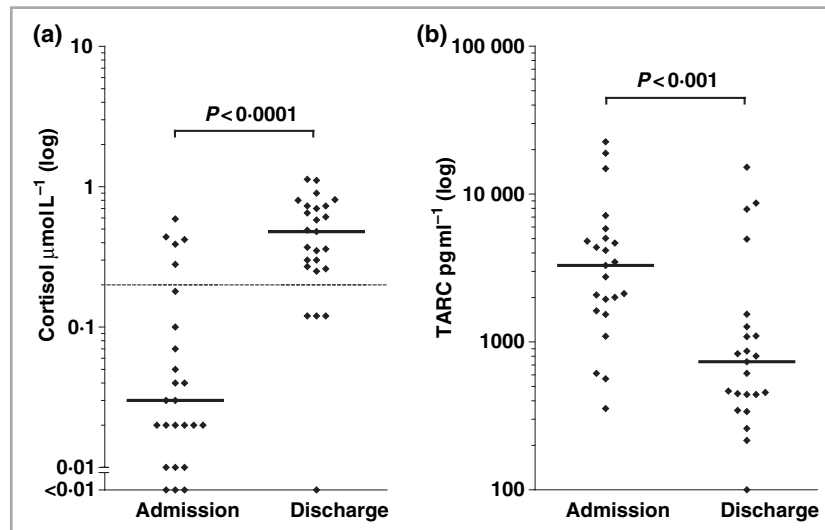 (a)
10
1
0·1
0·01
<0·01
Cortisol μmol L⁻¹ (log)
P < 0·0001
Admission
Discharge
(b)
100 000
10 000
1000
100
TARC pg ml⁻¹ (log)
P < 0·001
Admission
Discharge